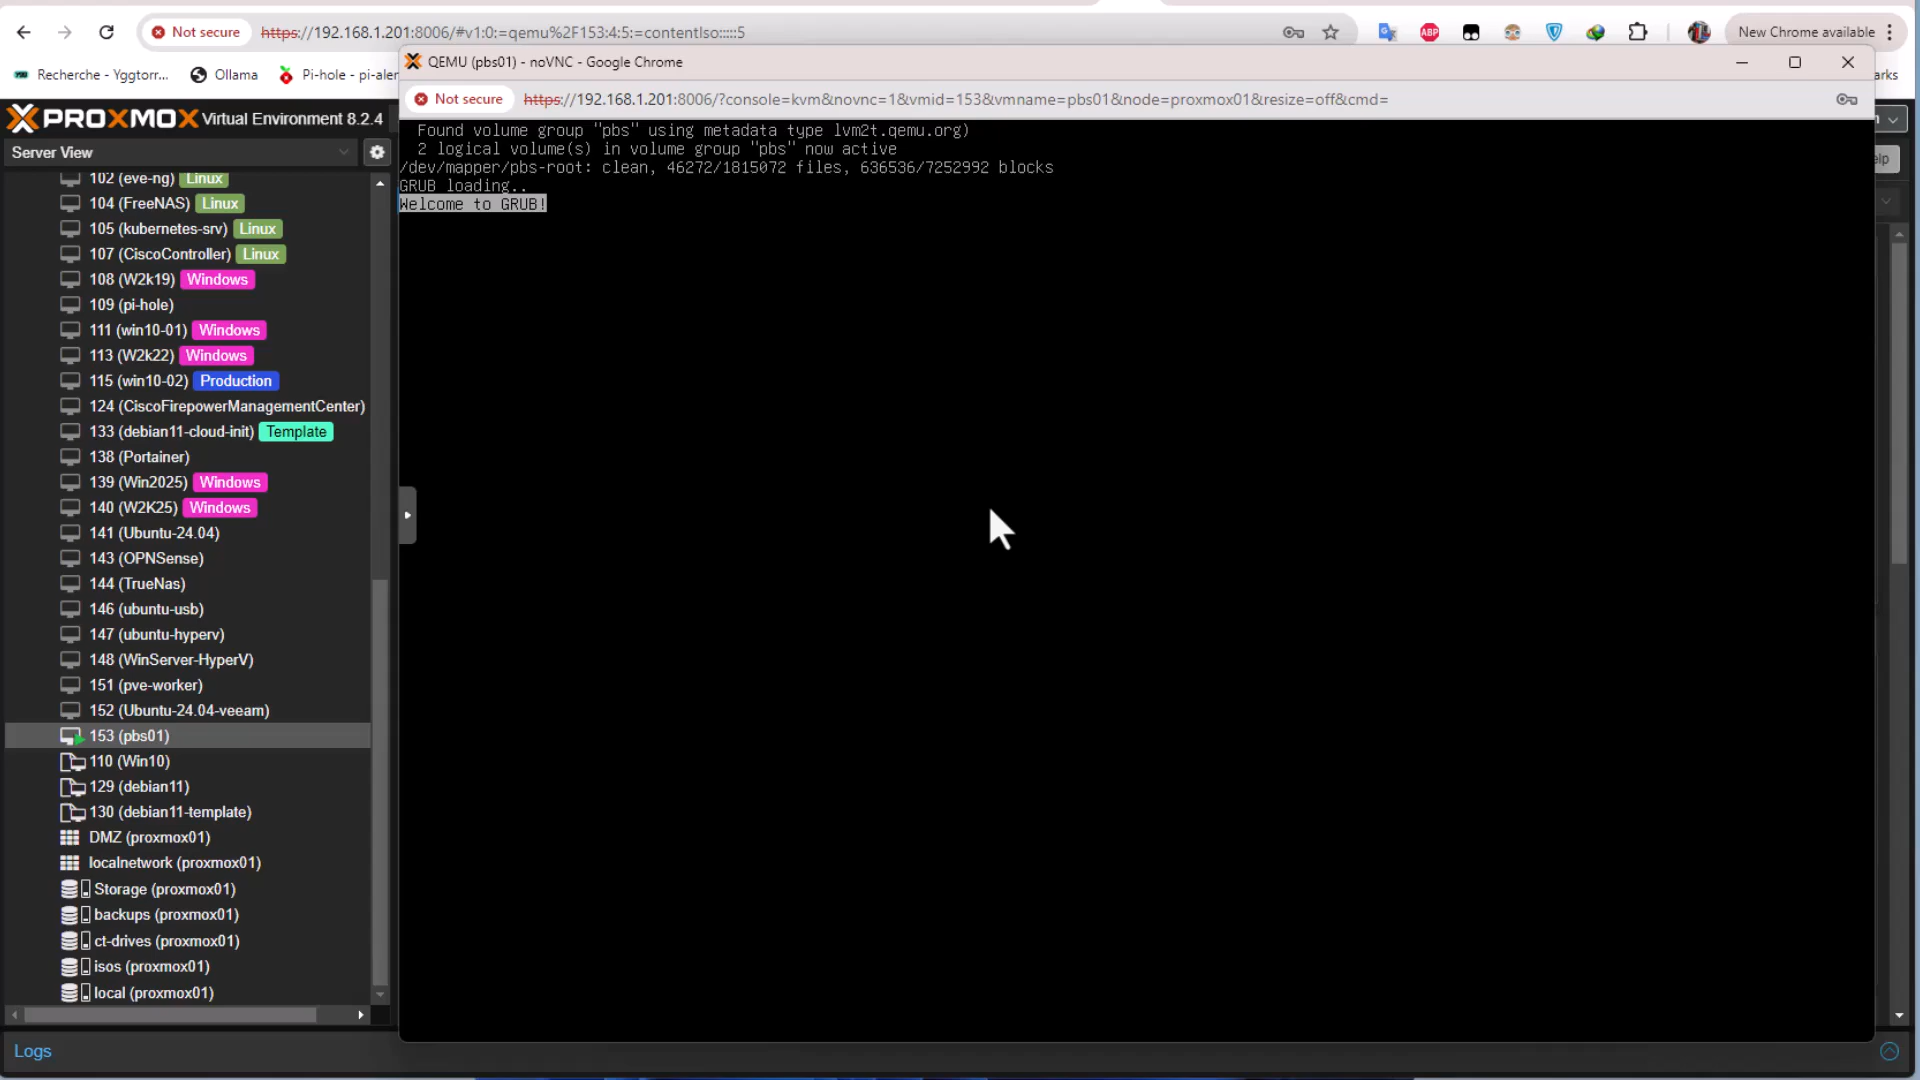 Not secure https://192.168.1.201:8006/#v1:0:=qemu%2F153:4:5:=contentIso:::::5
ABP
New Chrome available
Recherche - Yggtorr...
Ollama
Pi-hole - pi-aler
arks
QEMU (pbs01) - noVNC - Google Chrome
Not secure https://192.168.1.201:8006/?console=kvm&novnc=1&vmid=153&vmname=pbs01&node=proxmox01&resize=off&cmd=
PROXMOX Virtual Environment 8.2.4
n
Server View
elp
102 (eve-ng) Linux
104 (FreeNAS) Linux
105 (kubernetes-srv) Linux
107 (CiscoController) Linux
108 (W2k19) Windows
109 (pi-hole)
111 (win10-01) Windows
113 (W2k22) Windows
115 (win10-02) Production
124 (CiscoFirepowerManagementCenter)
133 (debian11-cloud-init) Template
138 (Portainer)
139 (Win2025) Windows
140 (W2K25) Windows
141 (Ubuntu-24.04)
143 (OPNSense)
144 (TrueNas)
146 (ubuntu-usb)
147 (ubuntu-hyperv)
148 (WinServer-HyperV)
151 (pve-worker)
152 (Ubuntu-24.04-veeam)
153 (pbs01)
110 (Win10)
129 (debian11)
130 (debian11-template)
DMZ (proxmox01)
localnetwork (proxmox01)
Storage (proxmox01)
backups (proxmox01)
ct-drives (proxmox01)
isos (proxmox01)
local (proxmox01)
Found volume group "pbs" using metadata type lvm2t.qemu.org)
2 logical volume(s) in volume group "pbs" now active
/dev/mapper/pbs-root: clean, 46272/1815072 files, 636536/7252992 blocks
GRUB loading..
Welcome to GRUB!
Logs